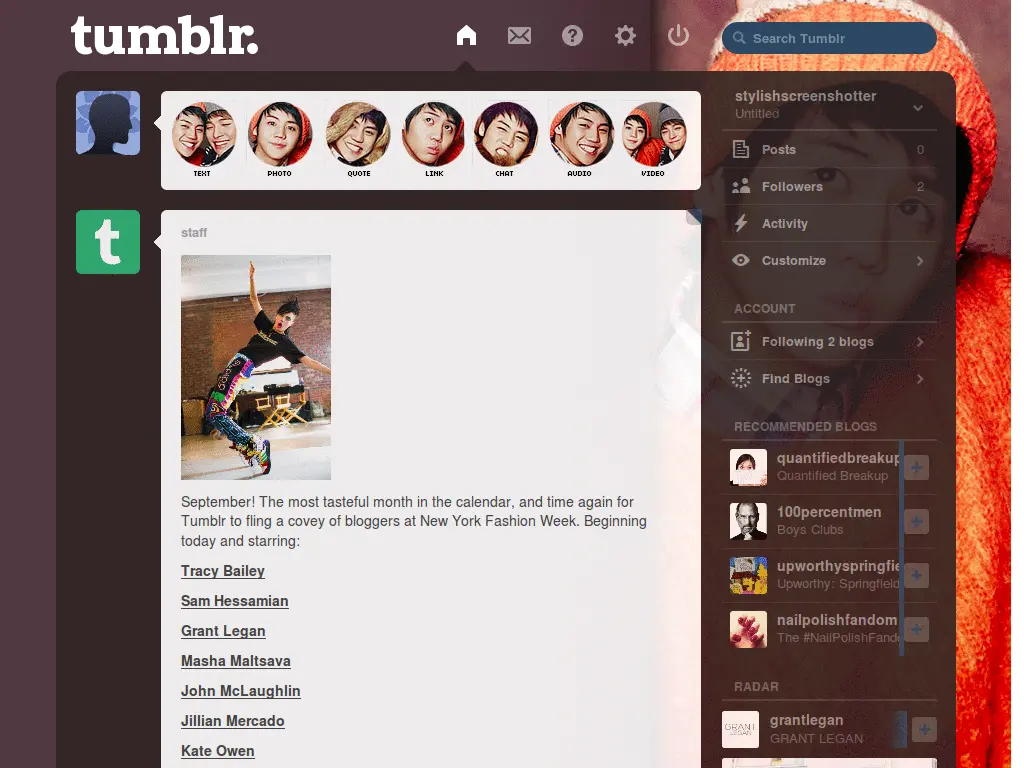 tumblr.
?
Search Tumblr
TEXT
PHOTO
QUOTE
LINK
CHAT
AUDIO
VIDEO
stylishscreenshotter
Untitled
Posts 0
Followers 2
Activity
Customize
ACCOUNT
Following 2 blogs
Find Blogs
RECOMMENDED BLOGS
quantifiedbreakup
Quantified Breakup
100percentmen
Boys Clubs
upworthyspringfie
Upworthy: Springfield
nailpolishfandom
The #NailPolishFando
RADAR
GRANT
LEGAN
grantlegan
GRANT LEGAN
t
staff
September! The most tasteful month in the calendar, and time again for
Tumblr to fling a covey of bloggers at New York Fashion Week. Beginning
today and starring:
Tracy Bailey
Sam Hessamian
Grant Legan
Masha Maltsava
John McLaughlin
Jillian Mercado
Kate Owen